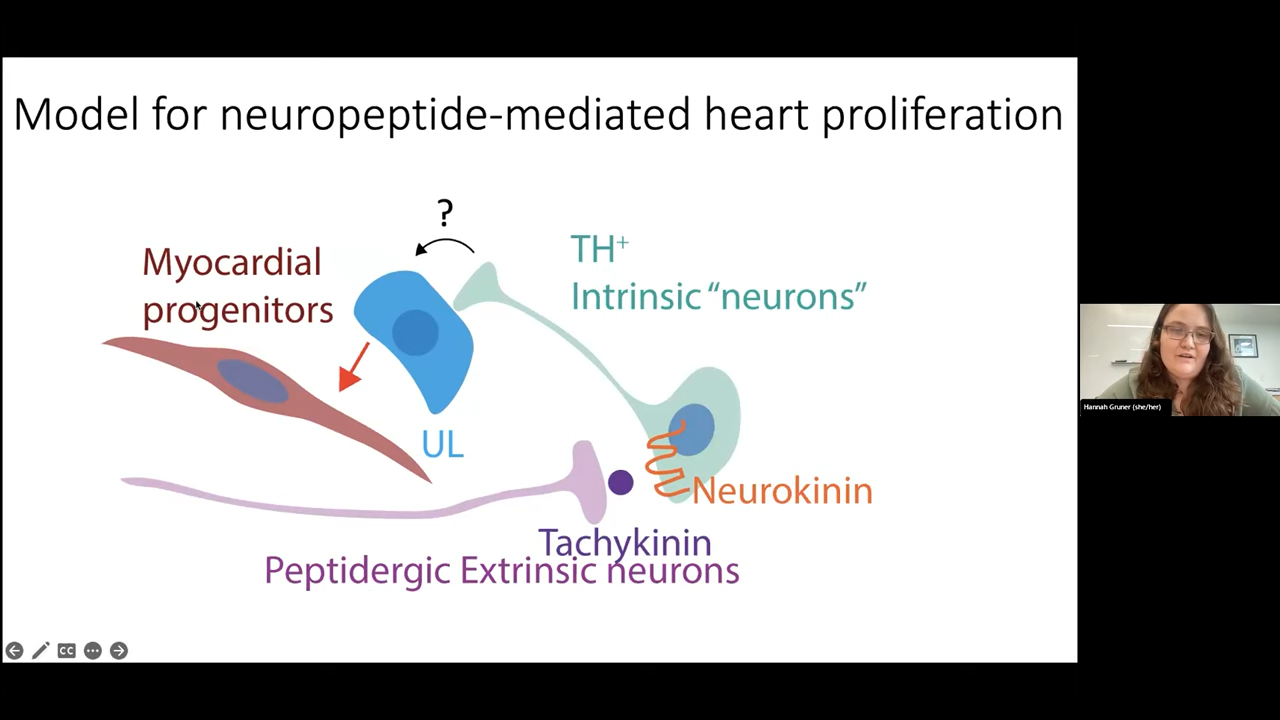 Model for neuropeptide-mediated heart proliferation
?
Myocardial
progenitors
TH⁺
Intrinsic “neurons”
UL
Neurokinin
Tachykinin
Peptidergic Extrinsic neurons
CC
Hannah Gruner (she/her)